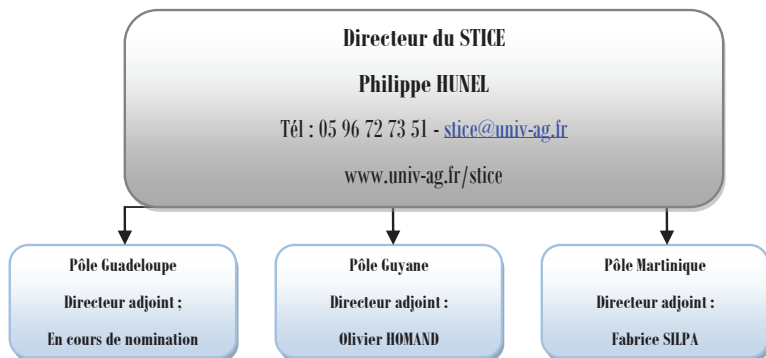 Directeur du STICE
Philippe HUNEL
Tél : 05 96 72 73 51 - stice@univ-ag.fr
www.univ-ag.fr/stice
Pôle Guadeloupe
Directeur adjoint ;
En cours de nomination
Pôle Guyane
Directeur adjoint :
Olivier HOMAND
Pôle Martinique
Directeur adjoint :
Fabrice SILPA